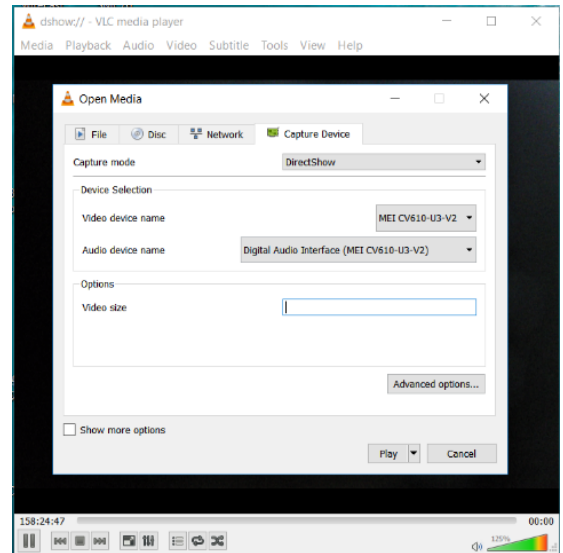 dshow:// - VLC media player
Media Playback Audio Video Subtitle Tools View Help
Open Media
File Disc Network Capture Device
Capture mode DirectShow
Device Selection
Video device name MEI CV610-U3-V2
Audio device name Digital Audio Interface (MEI CV610-U3-V2)
Options
Video size
Advanced options...
Show more options
Play Cancel
158:24:47 00:00
125%